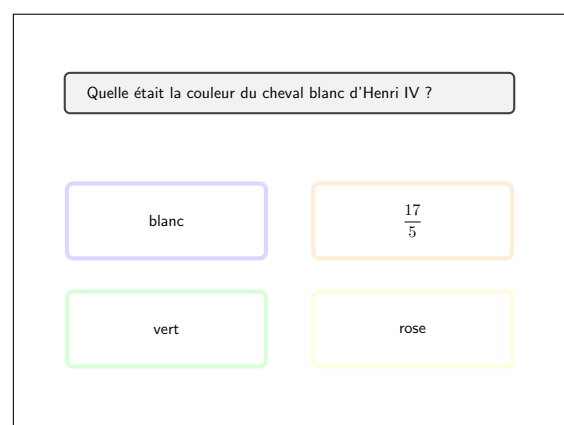 Quelle était la couleur du cheval blanc d'Henri IV ?
blanc
17
5
vert
rose